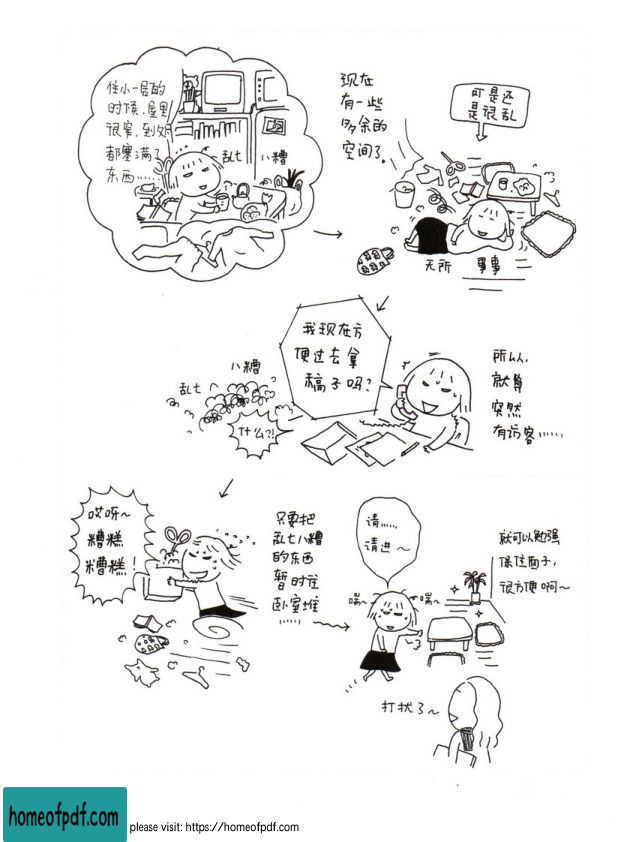 住小一居的
时候，屋里
很窄，到处
都塞满了
东西……
乱七
八糟
现在
有一些
多余的
空间了。
可是还
是很乱
无所
事事
我现在方
便过去拿
稿子吗？
八糟
乱七
什么？！
所以，
就算
突然
有访客……
哎呀～
糟糕
糟糕！
只要把
乱七八糟
的东西
暂时往
卧室堆
……
请……
请进～
喘～
喘～
就可以勉强
保住面子，
很方便啊～
打扰了～
homeofpdf.com
please visit: https://homeofpdf.com